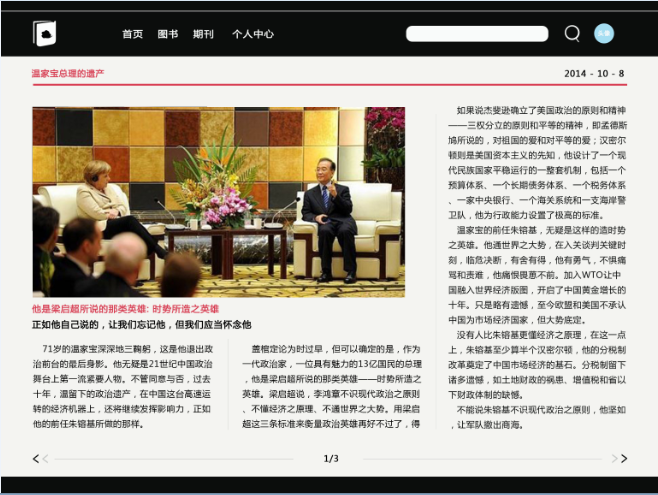 首页 图书 期刊 个人中心
温家宝总理的遗产
2014 - 10 - 8
他是梁启超所说的那类英雄: 时势所造之英雄
正如他自己说的，让我们忘记他，但我们应当怀念他
71岁的温家宝深深地三鞠躬，这是他退出政
治前台的最后身影。他无疑是21世纪中国政治
舞台上第一流紧要人物。不管同意与否，过去
十年，温留下的政治遗产，在中国这台高速运
转的经济机器上，还将继续发挥影响力，正如
他的前任朱镕基所做的那样。
盖棺定论为时过早，但可以确定的是，作为
一代政治家，一位具有魅力的13亿国民的总理
，他是梁启超所说的那类英雄——时势所造之
英雄。梁启超说，李鸿章不识现代政治之原则
、不懂经济之原理、不通世界之大势。用梁启
超这三条标准来衡量政治英雄再好不过了，得
如果说杰斐逊确立了美国政治的原则和精神
——三权分立的原则和平等的精神，即孟德斯
鸠所说的，对祖国的爱和对平等的爱；汉密尔
顿则是美国资本主义的先知，他设计了一个现
代民族国家平稳运行的一整套机制，包括一个
预算体系、一个长期债务体系、一个税务体系
、一家中央银行、一个海关系统和一支海岸警
卫队，他为行政能力设置了极高的标准。
温家宝的前任朱镕基，无疑是这样的造时势
之英雄。他通世界之大势，在入关谈判关键时
刻，临危决断，有舍有得，他有勇气，不惧痛
骂和责难，他痛恨畏葸不前。加入WTO让中
国融入世界经济版图，开启了中国黄金增长的
十年。只是略有遗憾，至今欧盟和美国不承认
中国为市场经济国家，但大势底定。
没有人比朱镕基更懂经济之原理，在这一点
上，朱镕基至少算半个汉密尔顿，他的分税制
改革奠定了中国市场经济的基石。分税制留下
诸多遗憾，如土地财政的祸患、增值税和省以
下财政体制的缺憾。
不能说朱镕基不识现代政治之原则，他坚如
，让军队撤出商海。
1/3